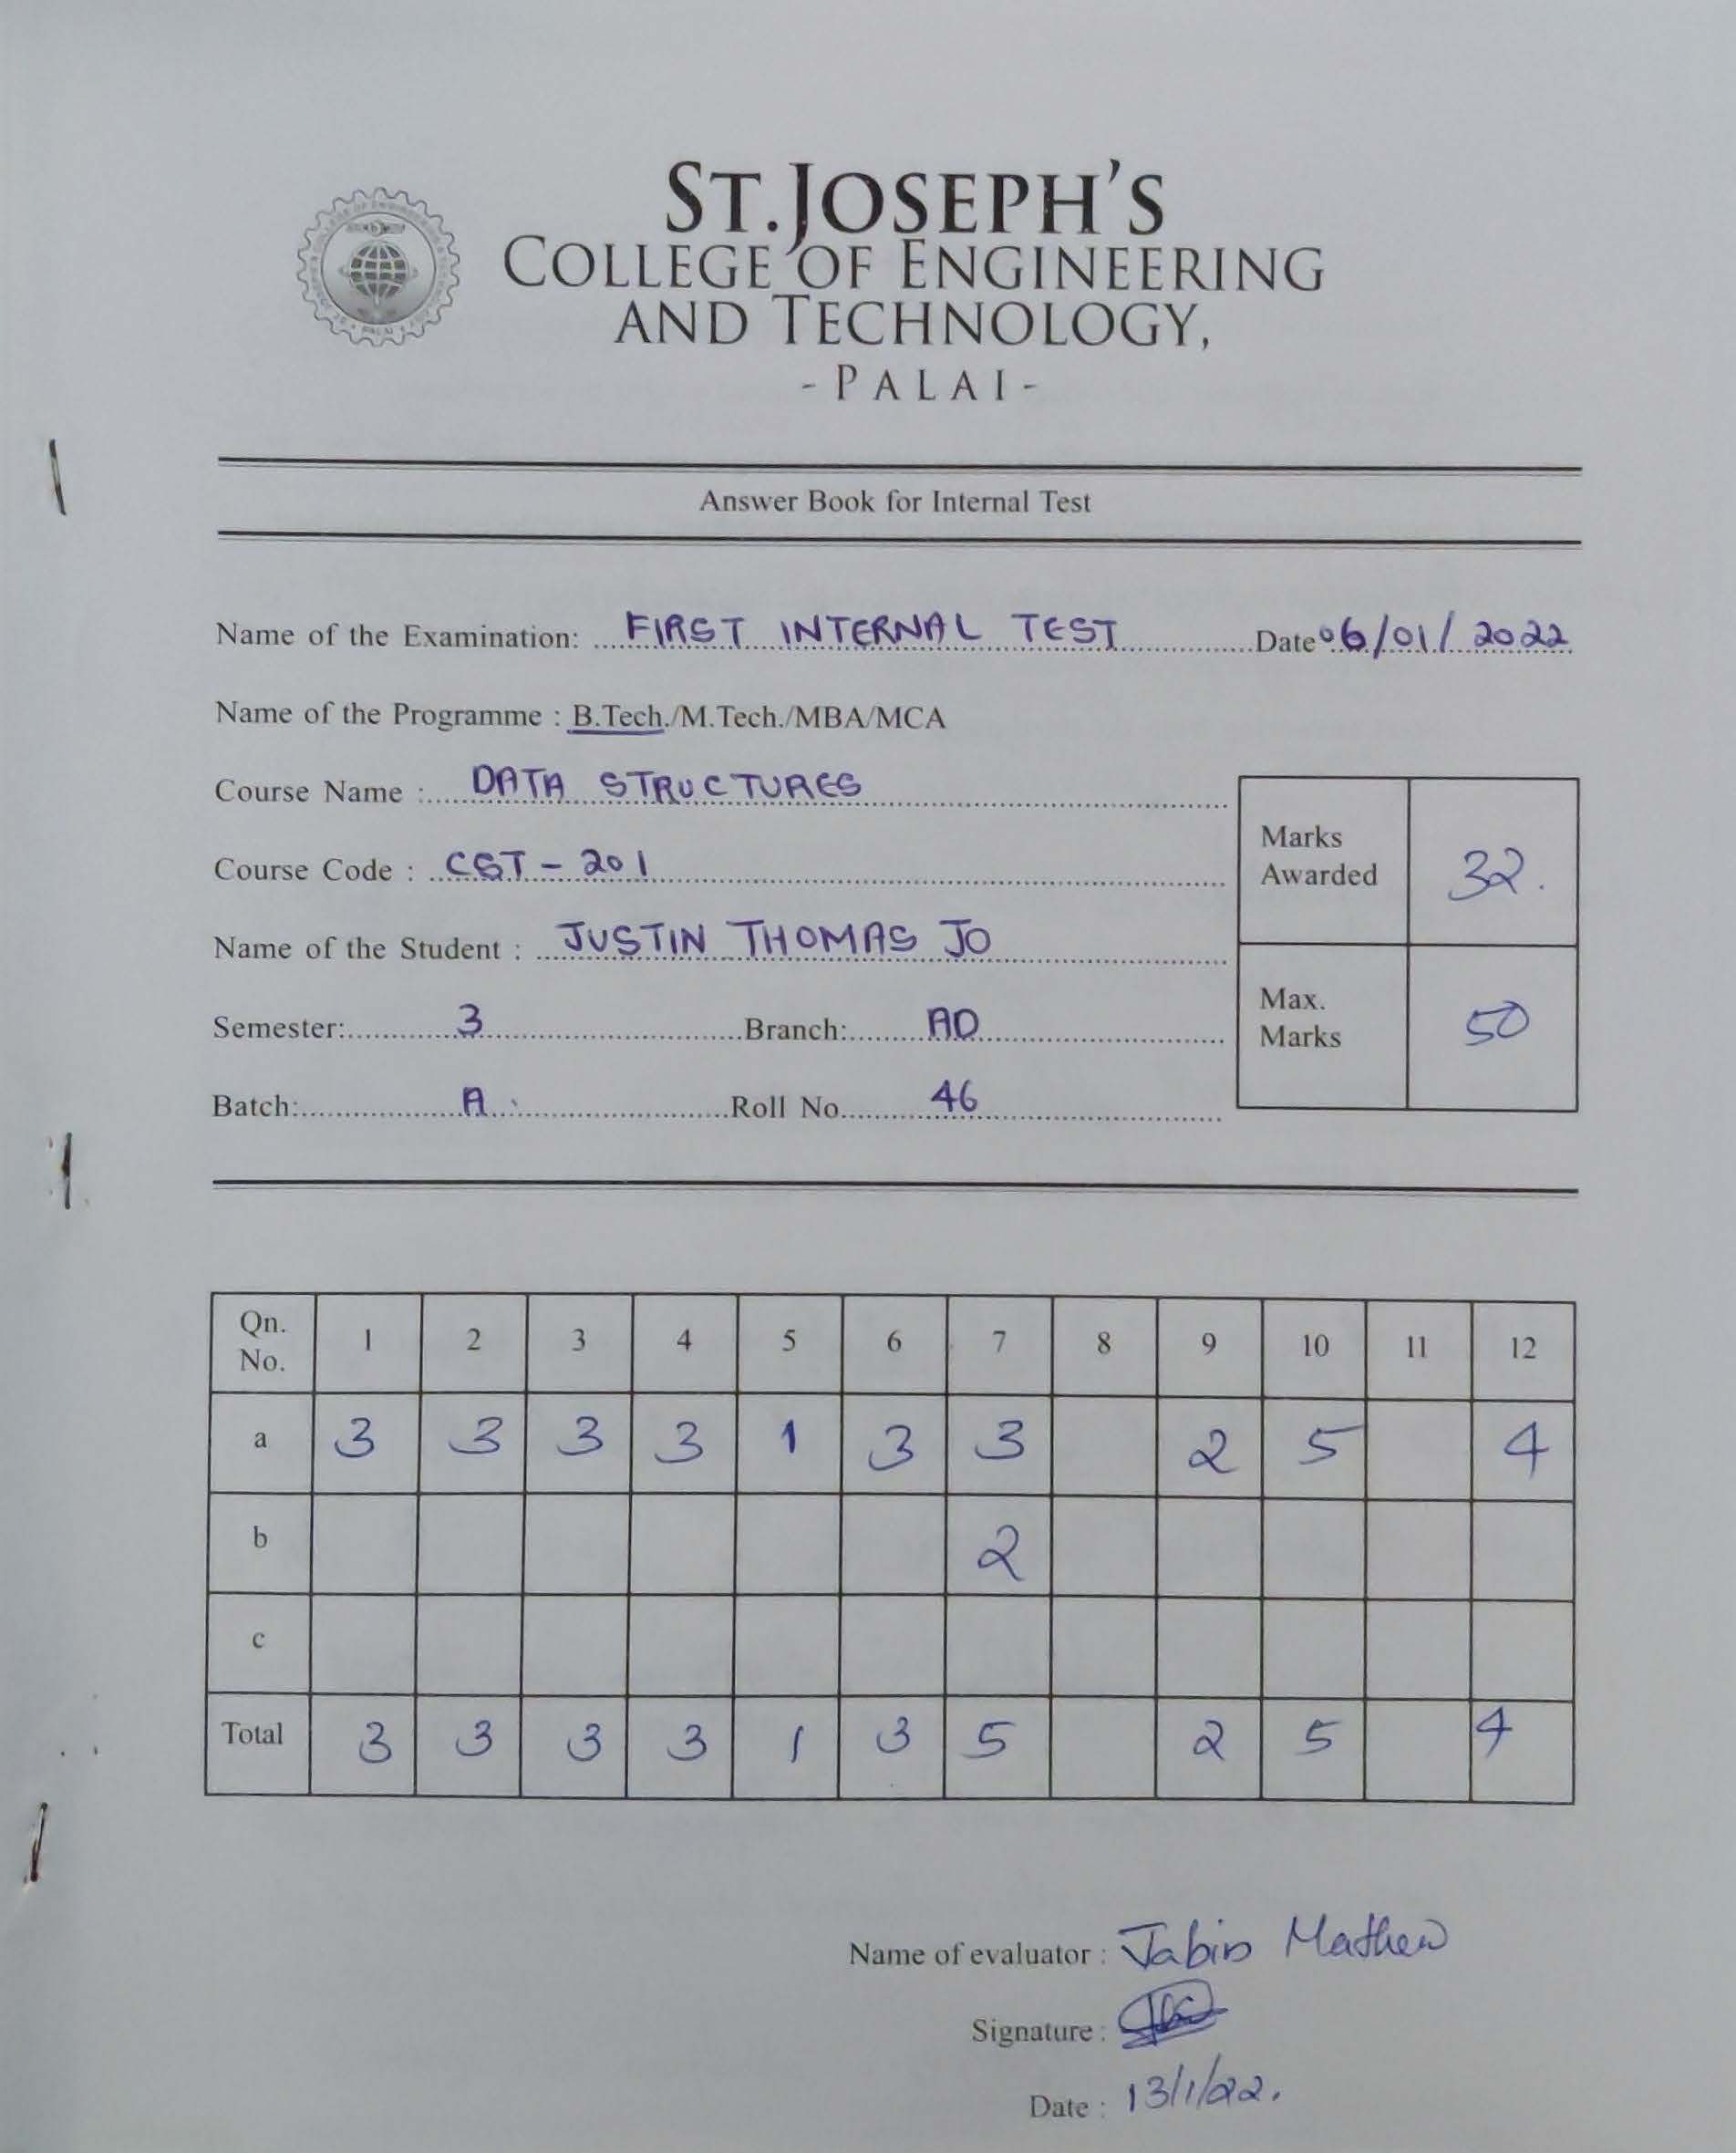 ST.JOSEPH'S
COLLEGE OF ENGINEERING
AND TECHNOLOGY,
- PALAI -
Answer Book for Internal Test
Name of the Examination: FIRST INTERNAL TEST Date 06/01/2022
Name of the Programme : B.Tech./M.Tech./MBA/MCA
Course Name : DATA STRUCTURES
Course Code : CST - 201
Name of the Student : JUSTIN THOMAS JO
Semester: 3 Branch: AD
Batch: A Roll No. 46
Marks Awarded 32.
Max. Marks 50
Qn. No. 1 2 3 4 5 6 7 8 9 10 11 12
a 3 3 3 3 1 3 3 2 5 4
b 2
c
Total 3 3 3 3 1 3 5 2 5 4
Name of evaluator : Jabin Mathew
Signature :
Date : 13/1/22.